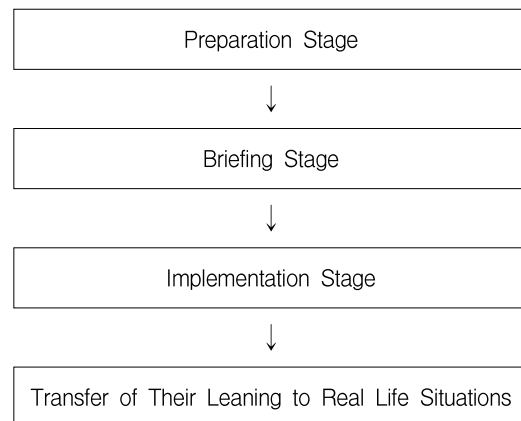 Preparation Stage
↓
Briefing Stage
↓
Implementation Stage
↓
Transfer of Their Leaning to Real Life Situations